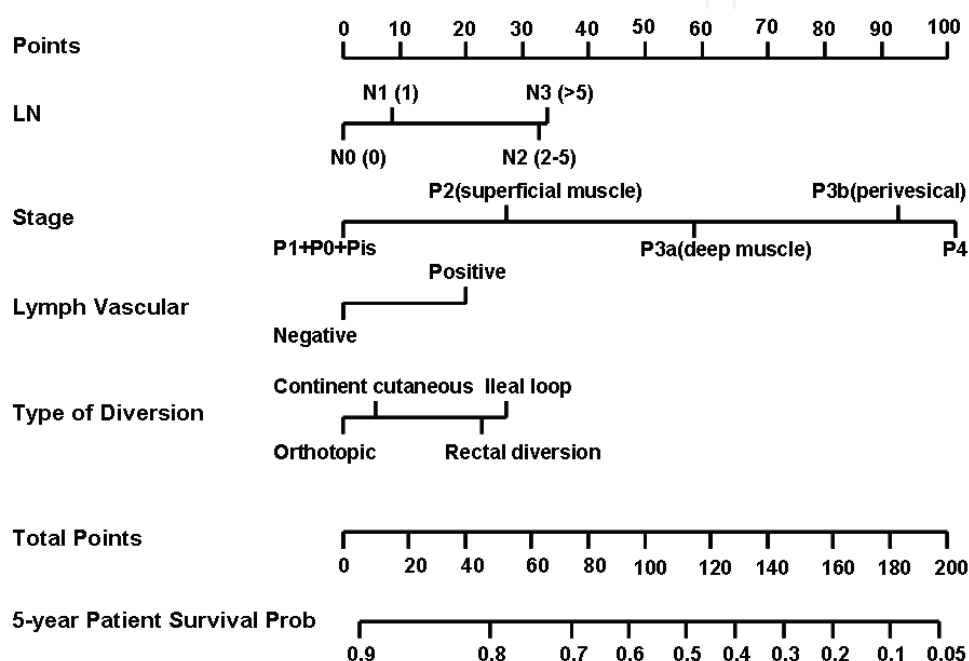 Points 0 10 20 30 40 50 60 70 80 90 100
N1 (1) N3 (>5)
LN
N0 (0) N2 (2-5)
P2(superficial muscle) P3b(perivesical)
Stage
P1+P0+Pis P3a(deep muscle) P4
Positive
Lymph Vascular
Negative
Continent cutaneous Ileal loop
Type of Diversion
Orthotopic Rectal diversion
Total Points
0 20 40 60 80 100 120 140 160 180 200
5-year Patient Survival Prob
0.9 0.8 0.7 0.6 0.5 0.4 0.3 0.2 0.1 0.05